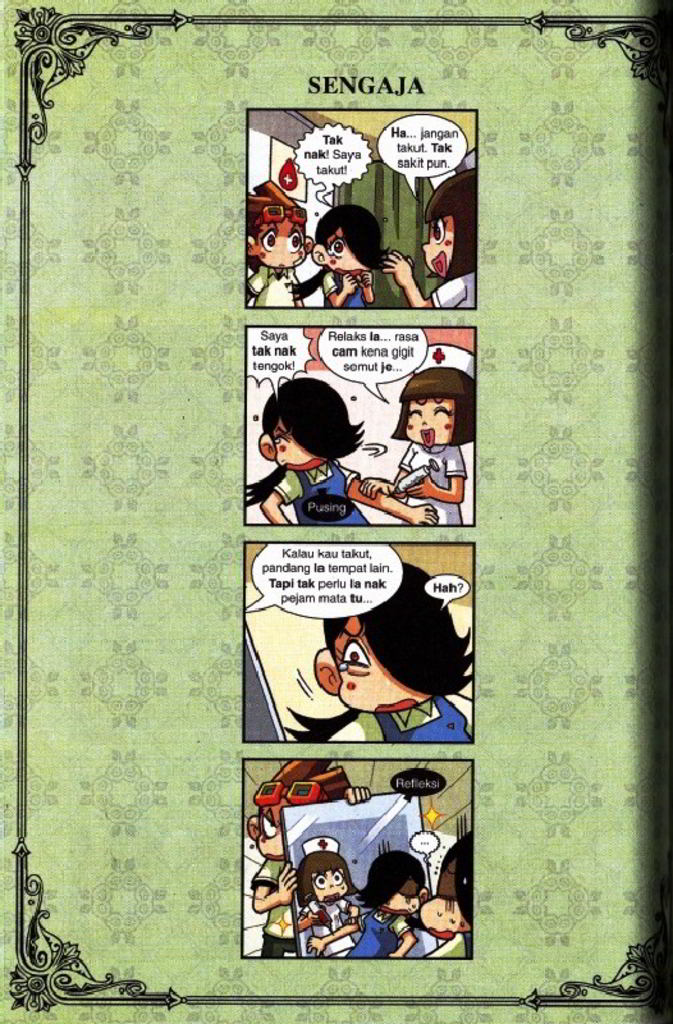 SENGAJA
Tak
nak! Saya
takut!
Ha... jangan
takut. Tak
sakit pun.
Saya
tak nak
tengok!
Relaks la... rasa
cam kena gigit
semut je...
Pusing
Kalau kau takut,
pandang la tempat lain.
Tapi tak perlu la nak
pejam mata tu...
Hah?
Refleksi
...